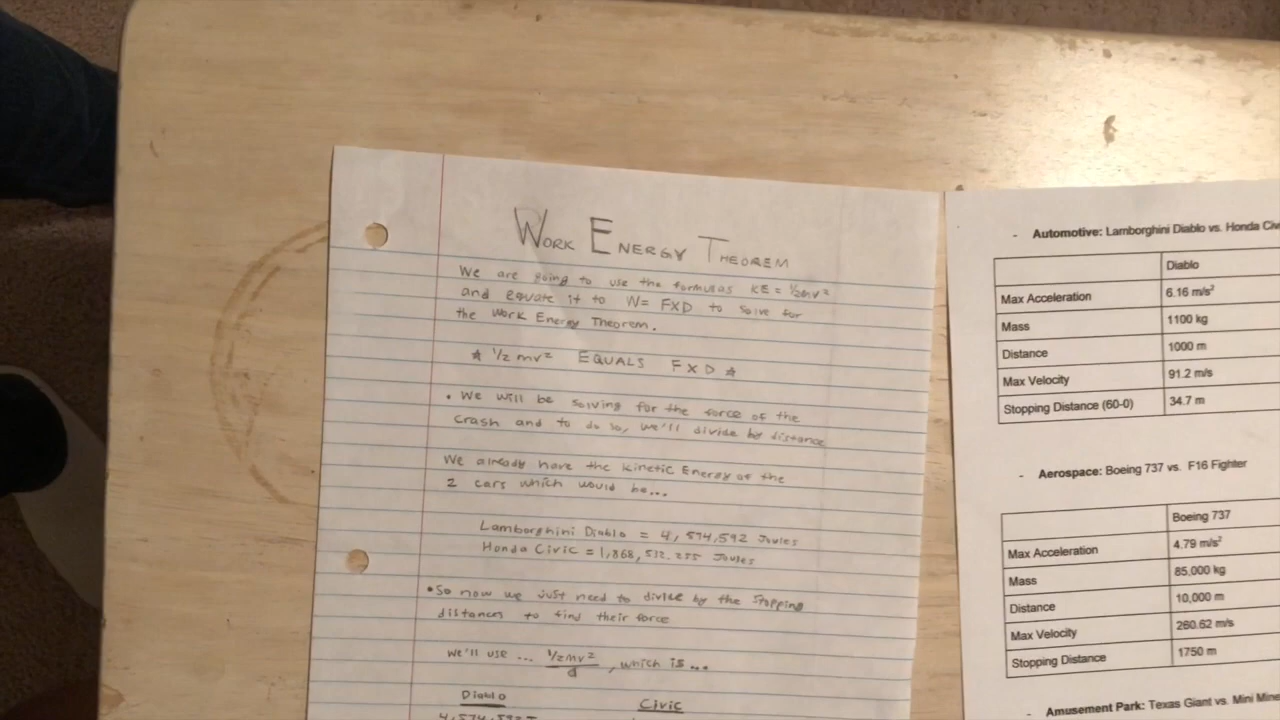 WORK ENERGY THEOREM
We are going to use the formulas KE = ½mv²
and equate it to W= FXD to solve for
the Work Energy Theorem.
* ½ mv² EQUALS F X D *
• We will be solving for the force of the
crash and to do so, we'll divide by distance
We already have the Kinetic Energy of the
2 cars which would be...
Lamborghini Diablo = 4,574,592 Joules
Honda Civic = 1,868,532.255 Joules
• So now we just need to divide by the stopping
distances to find their force
We'll use ... ½mv²/d, which is...
Diablo Civic
- Automotive: Lamborghini Diablo vs. Honda
Diablo
Max Acceleration 6.16 m/s²
Mass 1100 kg
Distance 1000 m
Max Velocity 91.2 m/s
Stopping Distance (60-0) 34.7 m
- Aerospace: Boeing 737 vs. F16 Fighter
Boeing 737
Max Acceleration 4.79 m/s²
Mass 85,000 kg
Distance 10,000 m
Max Velocity 260.62 m/s
Stopping Distance 1750 m
- Amusement Park: Texas Giant vs. Mini